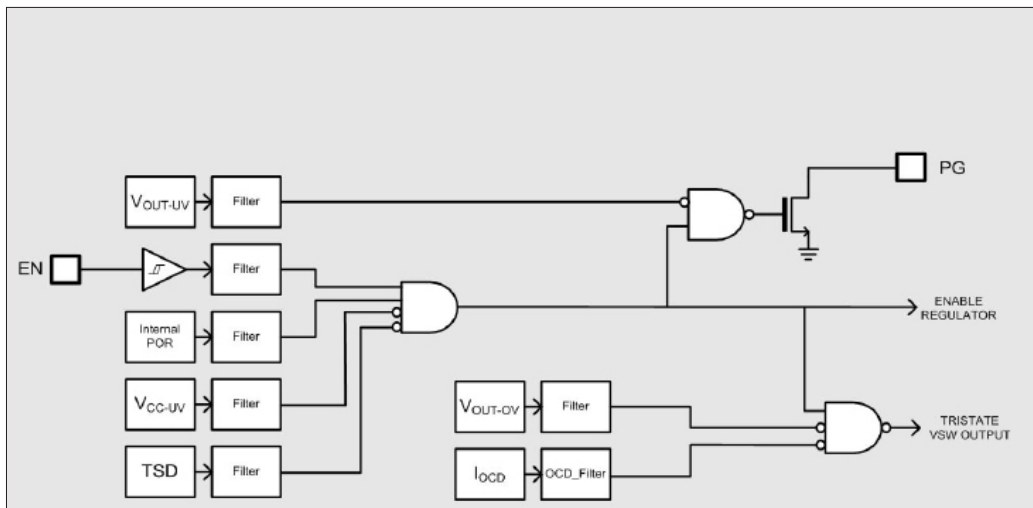 PG
VOUT-UV
Filter
EN
Filter
ENABLE
REGULATOR
Internal
POR
Filter
VCC-UV
Filter
VOUT-OV
Filter
TRISTATE
VSW OUTPUT
TSD
Filter
IOCD
OCD_Filter